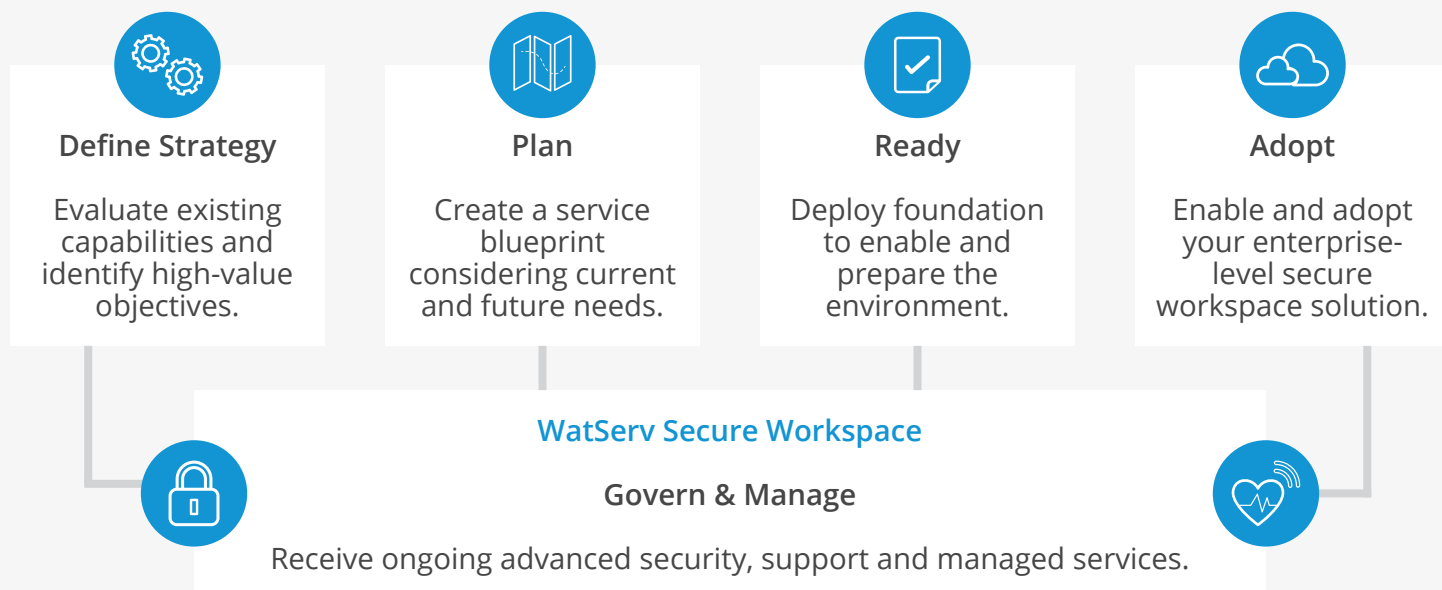 Define Strategy
Evaluate existing
capabilities and
identify high-value
objectives.
Plan
Create a service
blueprint
considering current
and future needs.
Ready
Deploy foundation
to enable and
prepare the
environment.
Adopt
Enable and adopt
your enterprise-
level secure
workspace solution.
WatServ Secure Workspace
Govern & Manage
Receive ongoing advanced security, support and managed services.